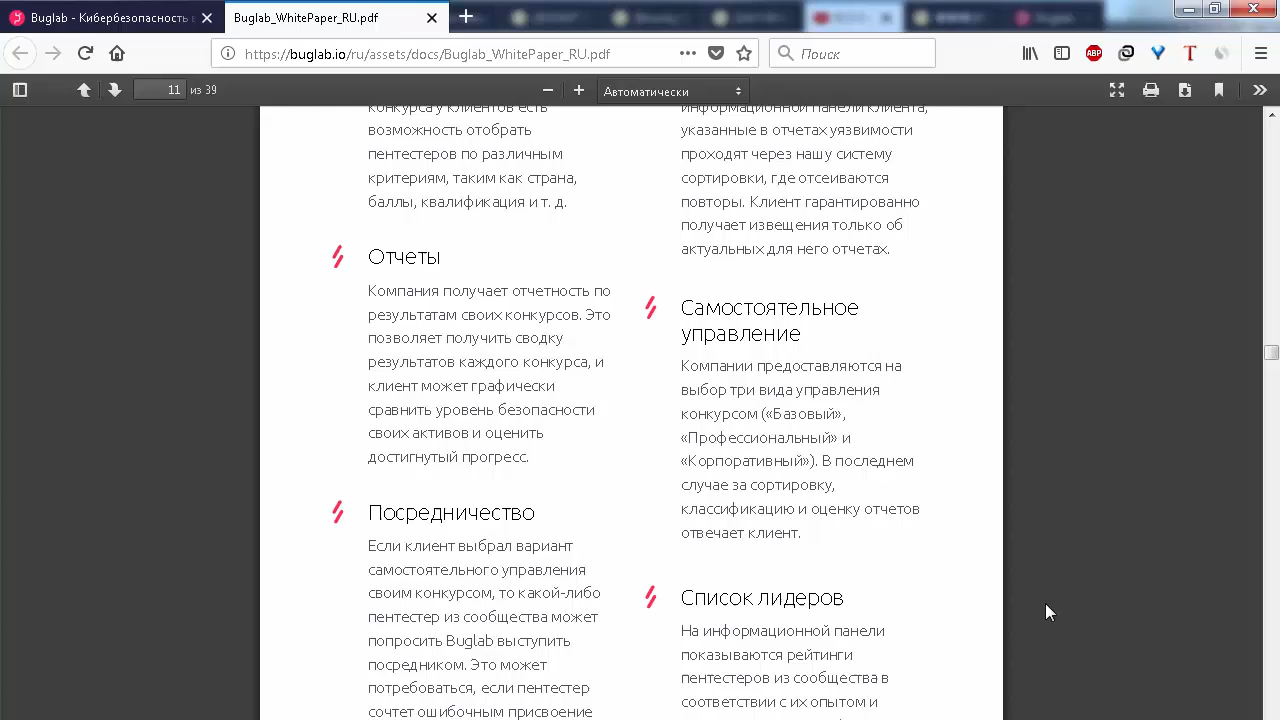 Buglab - Кибербезопасность
Buglab_WhitePaper_RU.pdf
https://buglab.io/ru/assets/docs/Buglab_WhitePaper_RU.pdf
Поиск
ABP
11 из 39
Автоматически
конкурса у клиентов есть
возможность отобрать
пентестеров по различным
критериям, таким как страна,
баллы, квалификация и т. д.
Отчеты
Компания получает отчетность по
результатам своих конкурсов. Это
позволяет получить сводку
результатов каждого конкурса, и
клиент может графически
сравнить уровень безопасности
своих активов и оценить
достигнутый прогресс.
Посредничество
Если клиент выбрал вариант
самостоятельного управления
своим конкурсом, то какой-либо
пентестер из сообщества может
попросить Buglab выступить
посредником. Это может
потребоваться, если пентестер
сочтет ошибочным присвоение
информационной панели клиента,
указанные в отчетах уязвимости
проходят через нашу систему
сортировки, где отсеиваются
повторы. Клиент гарантированно
получает извещения только об
актуальных для него отчетах.
Самостоятельное
управление
Компании предоставляются на
выбор три вида управления
конкурсом («Базовый»,
«Профессиональный» и
«Корпоративный»). В последнем
случае за сортировку,
классификацию и оценку отчетов
отвечает клиент.
Список лидеров
На информационной панели
показываются рейтинги
пентестеров из сообщества в
соответствии с их опытом и